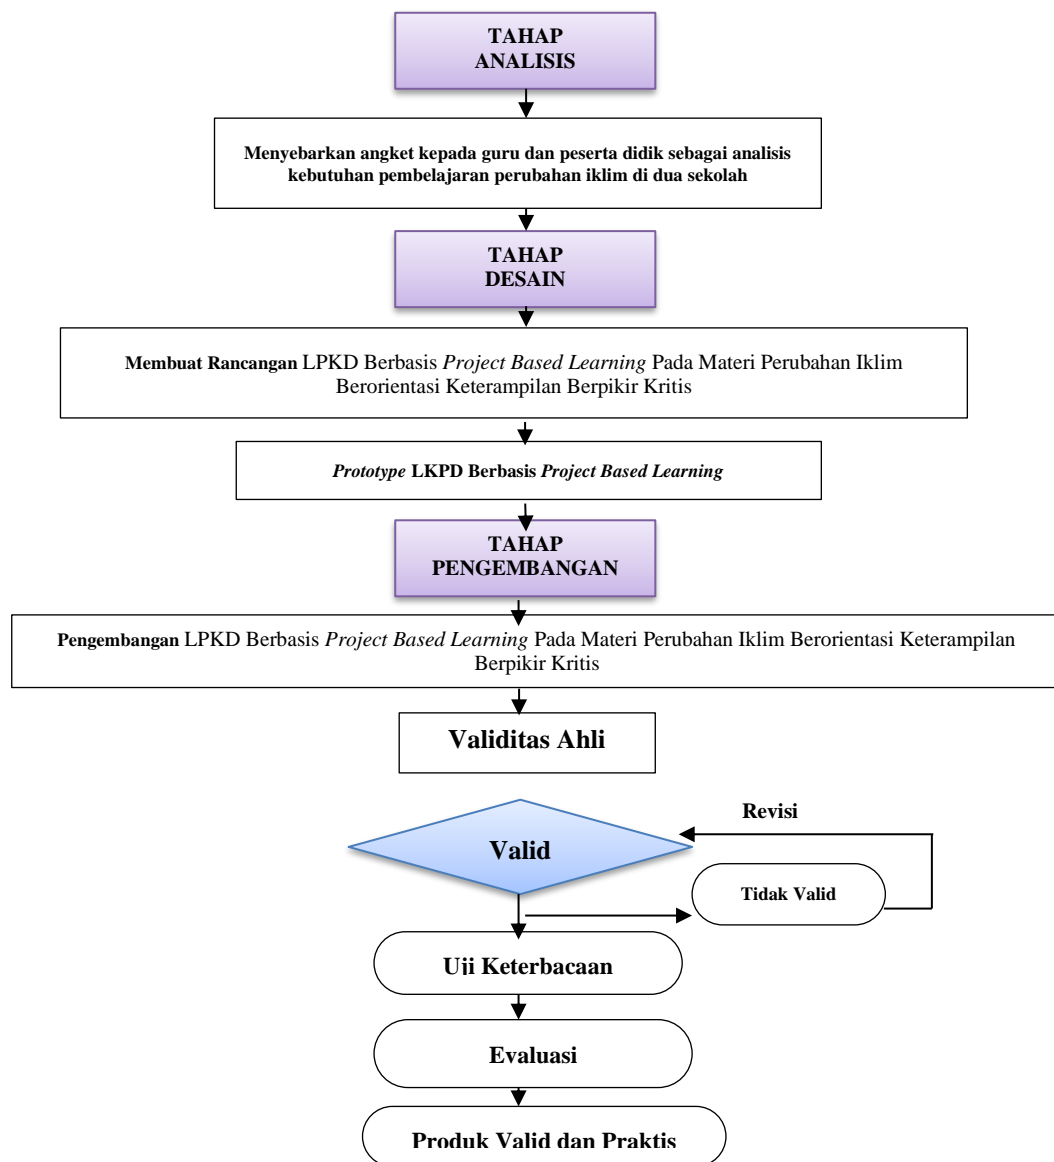 TAHAP
ANALISIS
Menyebarkan angket kepada guru dan peserta didik sebagai analisis
kebutuhan pembelajaran perubahan iklim di dua sekolah
TAHAP
DESAIN
Membuat Rancangan LPKD Berbasis Project Based Learning Pada Materi Perubahan Iklim
Berorientasi Keterampilan Berpikir Kritis
Prototype LKPD Berbasis Project Based Learning
TAHAP
PENGEMBANGAN
Pengembangan LPKD Berbasis Project Based Learning Pada Materi Perubahan Iklim Berorientasi Keterampilan
Berpikir Kritis
Validitas Ahli
Revisi
Valid
Tidak Valid
Uji Keterbacaan
Evaluasi
Produk Valid dan Praktis